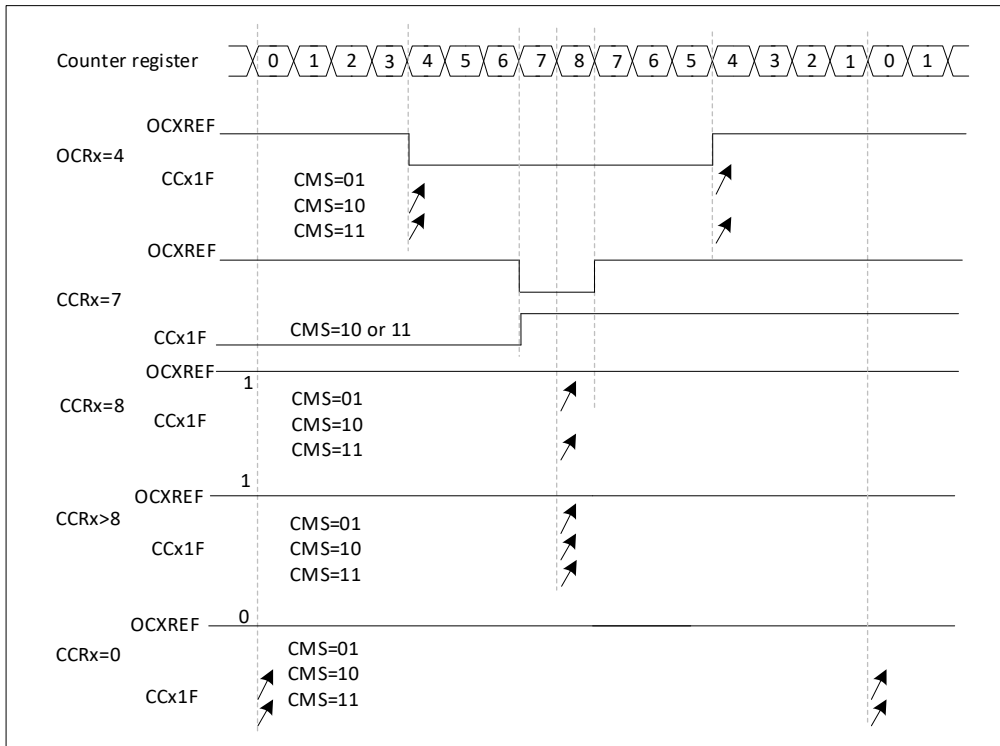 Counter register 0 1 2 3 4 5 6 7 8 7 6 5 4 3 2 1 0 1
OCXREF
OCRx=4
CCx1F
CMS=01
CMS=10
CMS=11
OCXREF
CCRx=7
CCx1F
CMS=10 or 11
OCXREF
1
CCRx=8
CCx1F
CMS=01
CMS=10
CMS=11
OCXREF
1
CCRx>8
CCx1F
CMS=01
CMS=10
CMS=11
OCXREF
0
CCRx=0
CCx1F
CMS=01
CMS=10
CMS=11